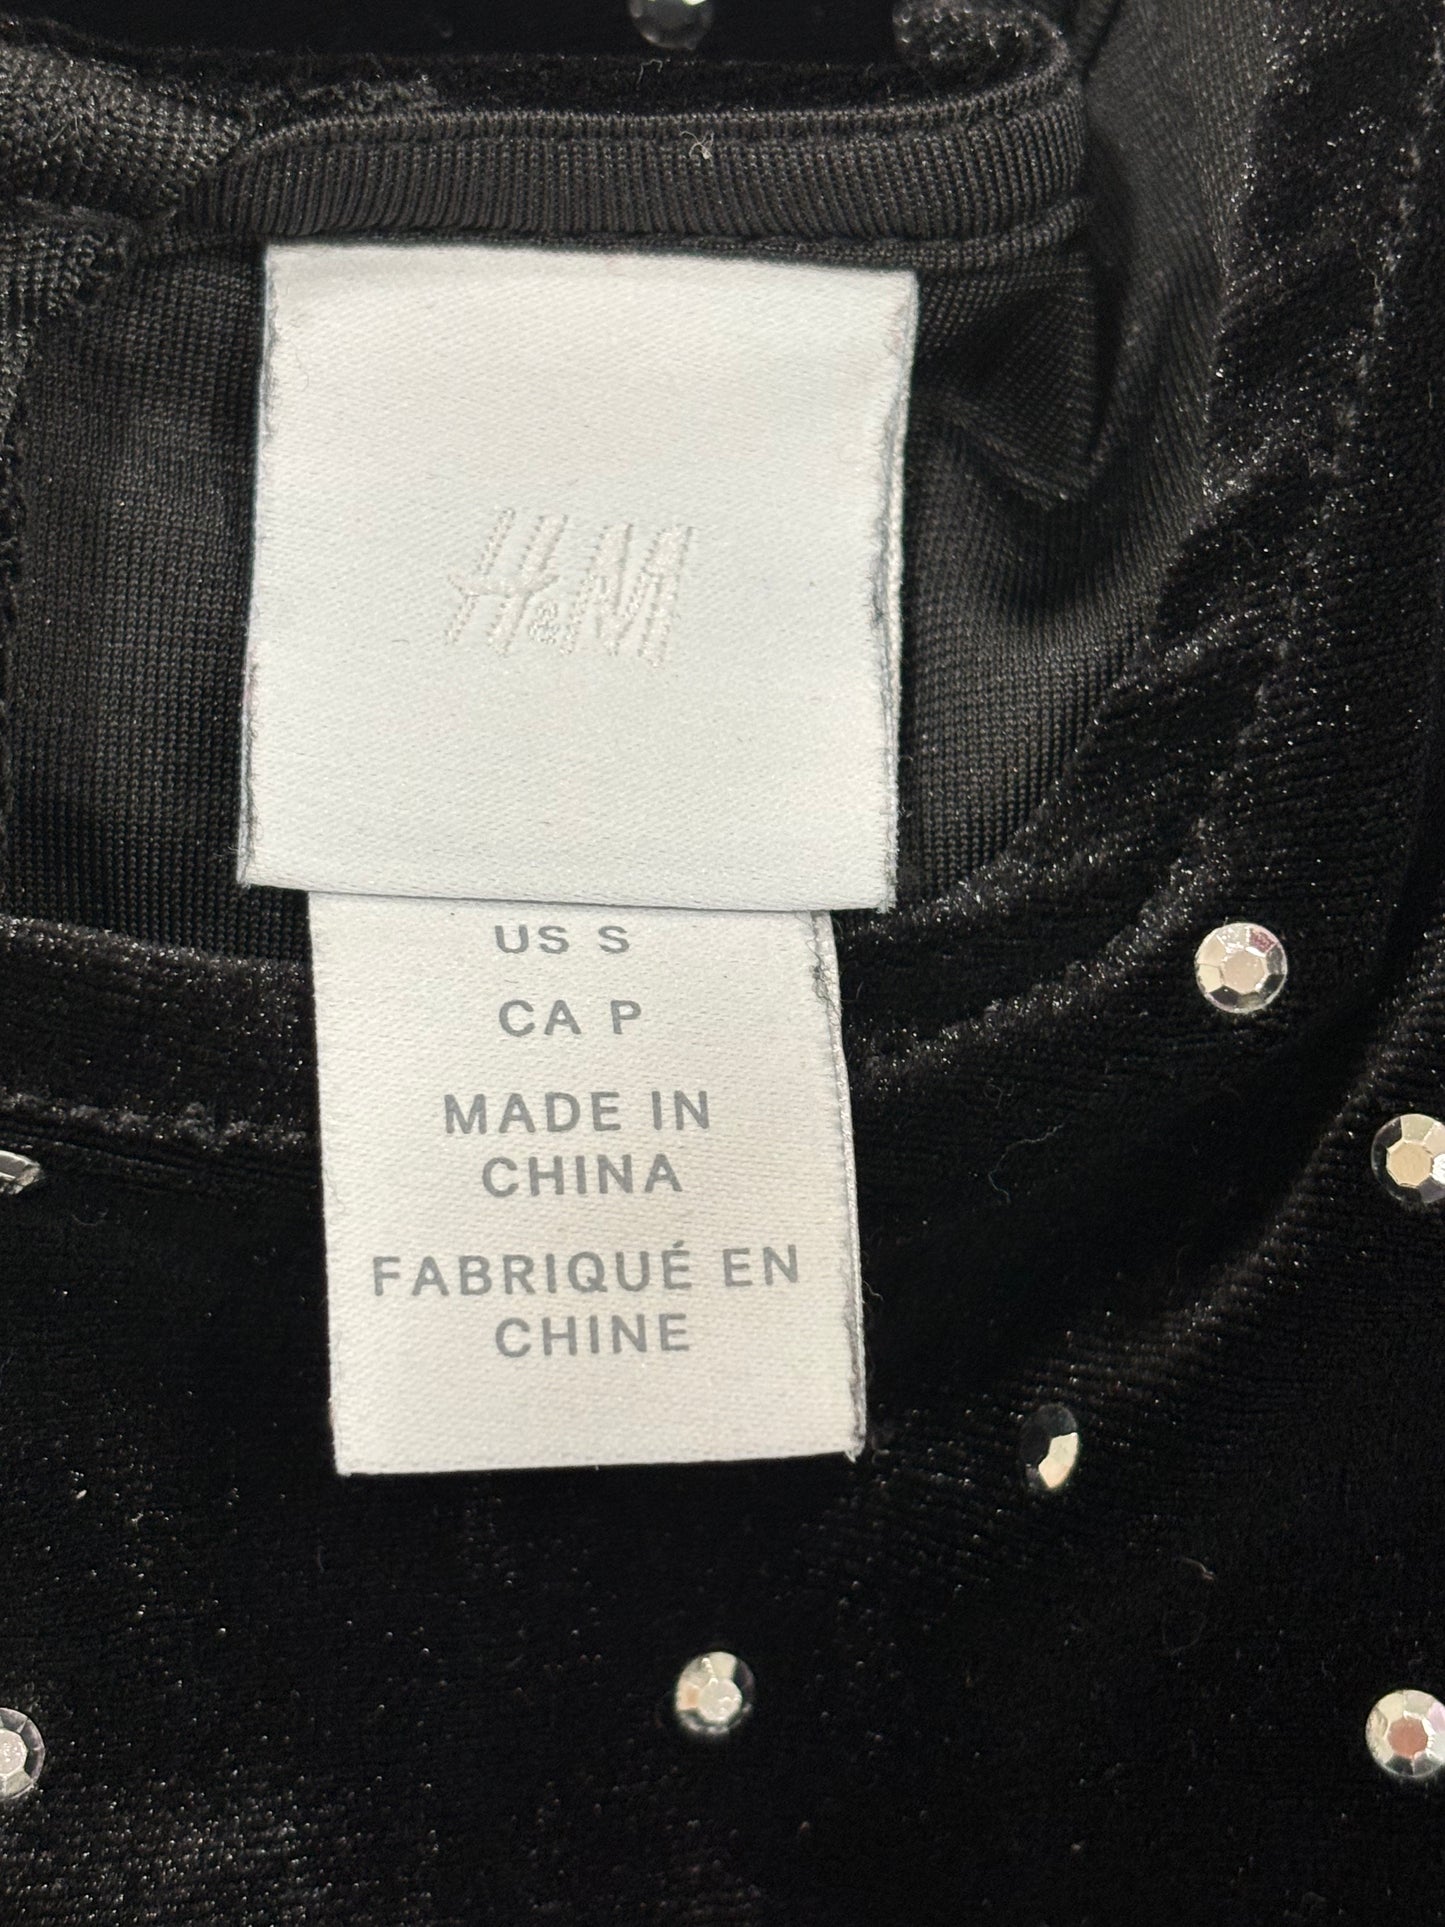 H&M
US S
CA P
MADE IN
CHINA
FABRIQUÉ EN
CHINE